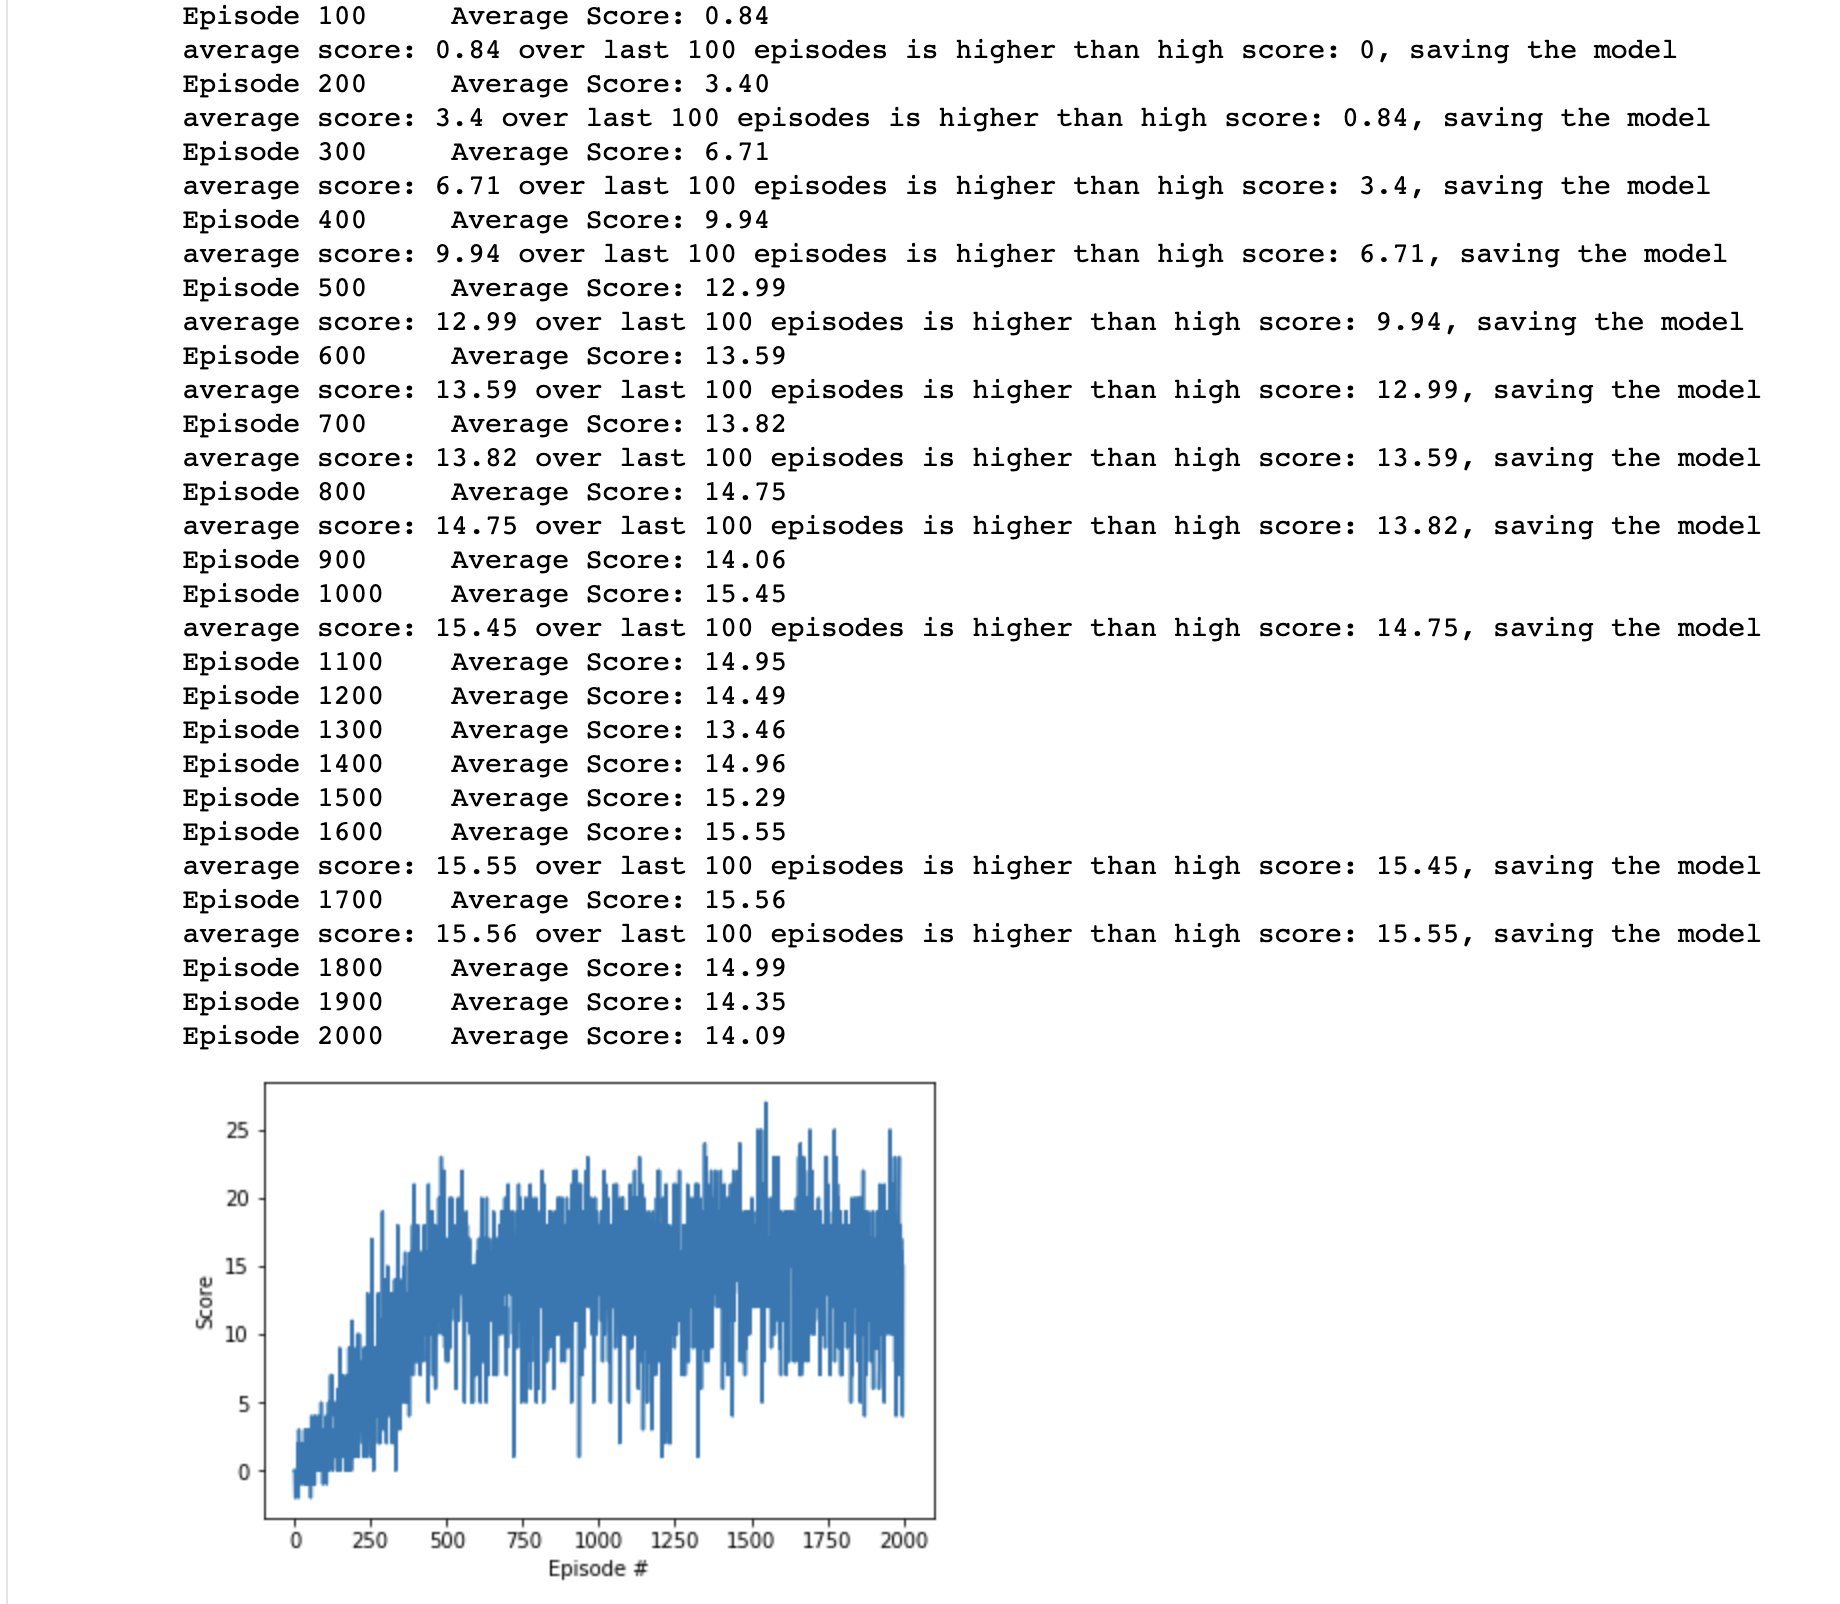 Episode 100     Average Score: 0.84
average score: 0.84 over last 100 episodes is higher than high score: 0, saving the model
Episode 200     Average Score: 3.40
average score: 3.4 over last 100 episodes is higher than high score: 0.84, saving the model
Episode 300     Average Score: 6.71
average score: 6.71 over last 100 episodes is higher than high score: 3.4, saving the model
Episode 400     Average Score: 9.94
average score: 9.94 over last 100 episodes is higher than high score: 6.71, saving the model
Episode 500     Average Score: 12.99
average score: 12.99 over last 100 episodes is higher than high score: 9.94, saving the model
Episode 600     Average Score: 13.59
average score: 13.59 over last 100 episodes is higher than high score: 12.99, saving the model
Episode 700     Average Score: 13.82
average score: 13.82 over last 100 episodes is higher than high score: 13.59, saving the model
Episode 800     Average Score: 14.75
average score: 14.75 over last 100 episodes is higher than high score: 13.82, saving the model
Episode 900     Average Score: 14.06
Episode 1000    Average Score: 15.45
average score: 15.45 over last 100 episodes is higher than high score: 14.75, saving the model
Episode 1100    Average Score: 14.95
Episode 1200    Average Score: 14.49
Episode 1300    Average Score: 13.46
Episode 1400    Average Score: 14.96
Episode 1500    Average Score: 15.29
Episode 1600    Average Score: 15.55
average score: 15.55 over last 100 episodes is higher than high score: 15.45, saving the model
Episode 1700    Average Score: 15.56
average score: 15.56 over last 100 episodes is higher than high score: 15.55, saving the model
Episode 1800    Average Score: 14.99
Episode 1900    Average Score: 14.35
Episode 2000    Average Score: 14.09
25
20
15
10
5
0
Score
0 250 500 750 1000 1250 1500 1750 2000
Episode #